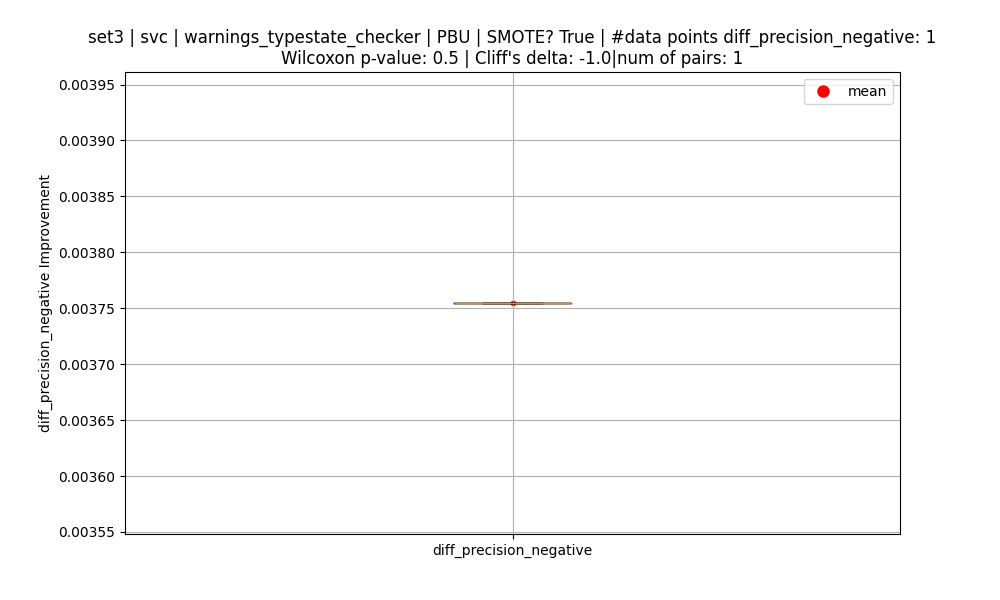 set3 | svc | warnings_typestate_checker | PBU | SMOTE? True | #data points diff_precision_negative: 1
Wilcoxon p-value: 0.5 | Cliff's delta: -1.0|num of pairs: 1
mean
diff_precision_negative Improvement
0.00395
0.00390
0.00385
0.00380
0.00375
0.00370
0.00365
0.00360
0.00355
diff_precision_negative